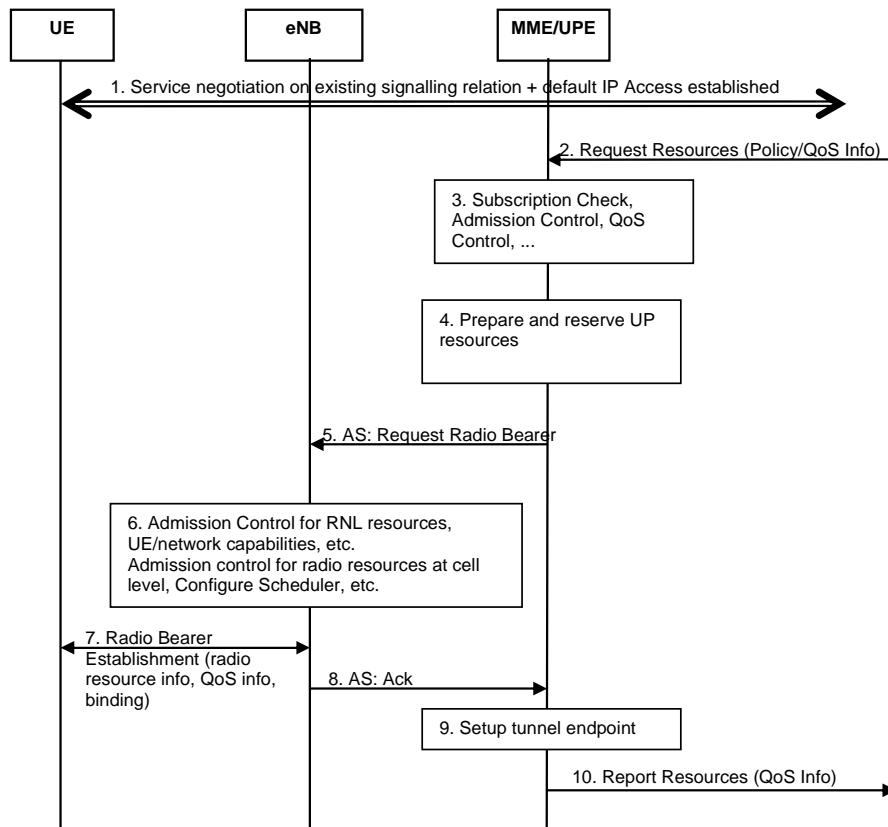 UE
eNB
MME/UPE
1. Service negotiation on existing signalling relation + default IP Access established
2. Request Resources (Policy/QoS Info)
3. Subscription Check,
Admission Control, QoS
Control, ...
4. Prepare and reserve UP
resources
5. AS: Request Radio Bearer
6. Admission Control for RNL resources,
UE/network capabilities, etc.
Admission control for radio resources at cell
level, Configure Scheduler, etc.
7. Radio Bearer
Establishment (radio
resource info, QoS info,
binding)
8. AS: Ack
9. Setup tunnel endpoint
10. Report Resources (QoS Info)